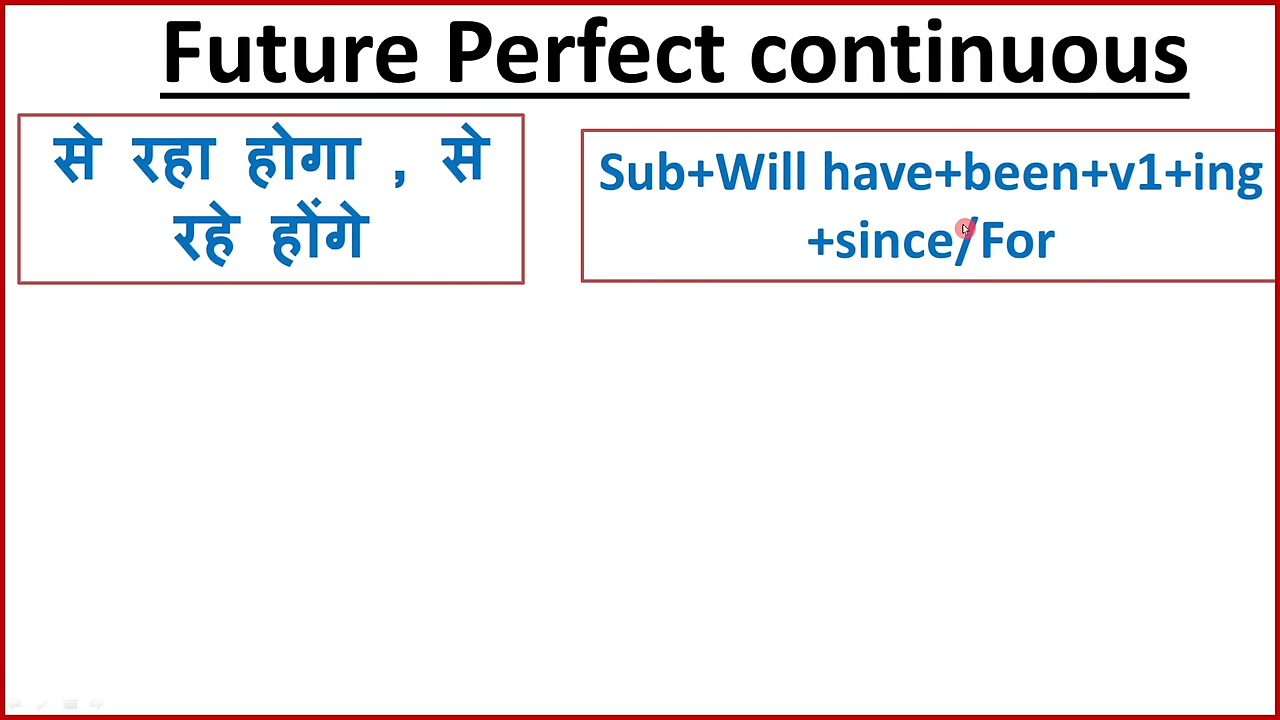 Future Perfect continuous
से रहा होगा , से
रहे होंगे
Sub+Will have+been+v1+ing
+since/For